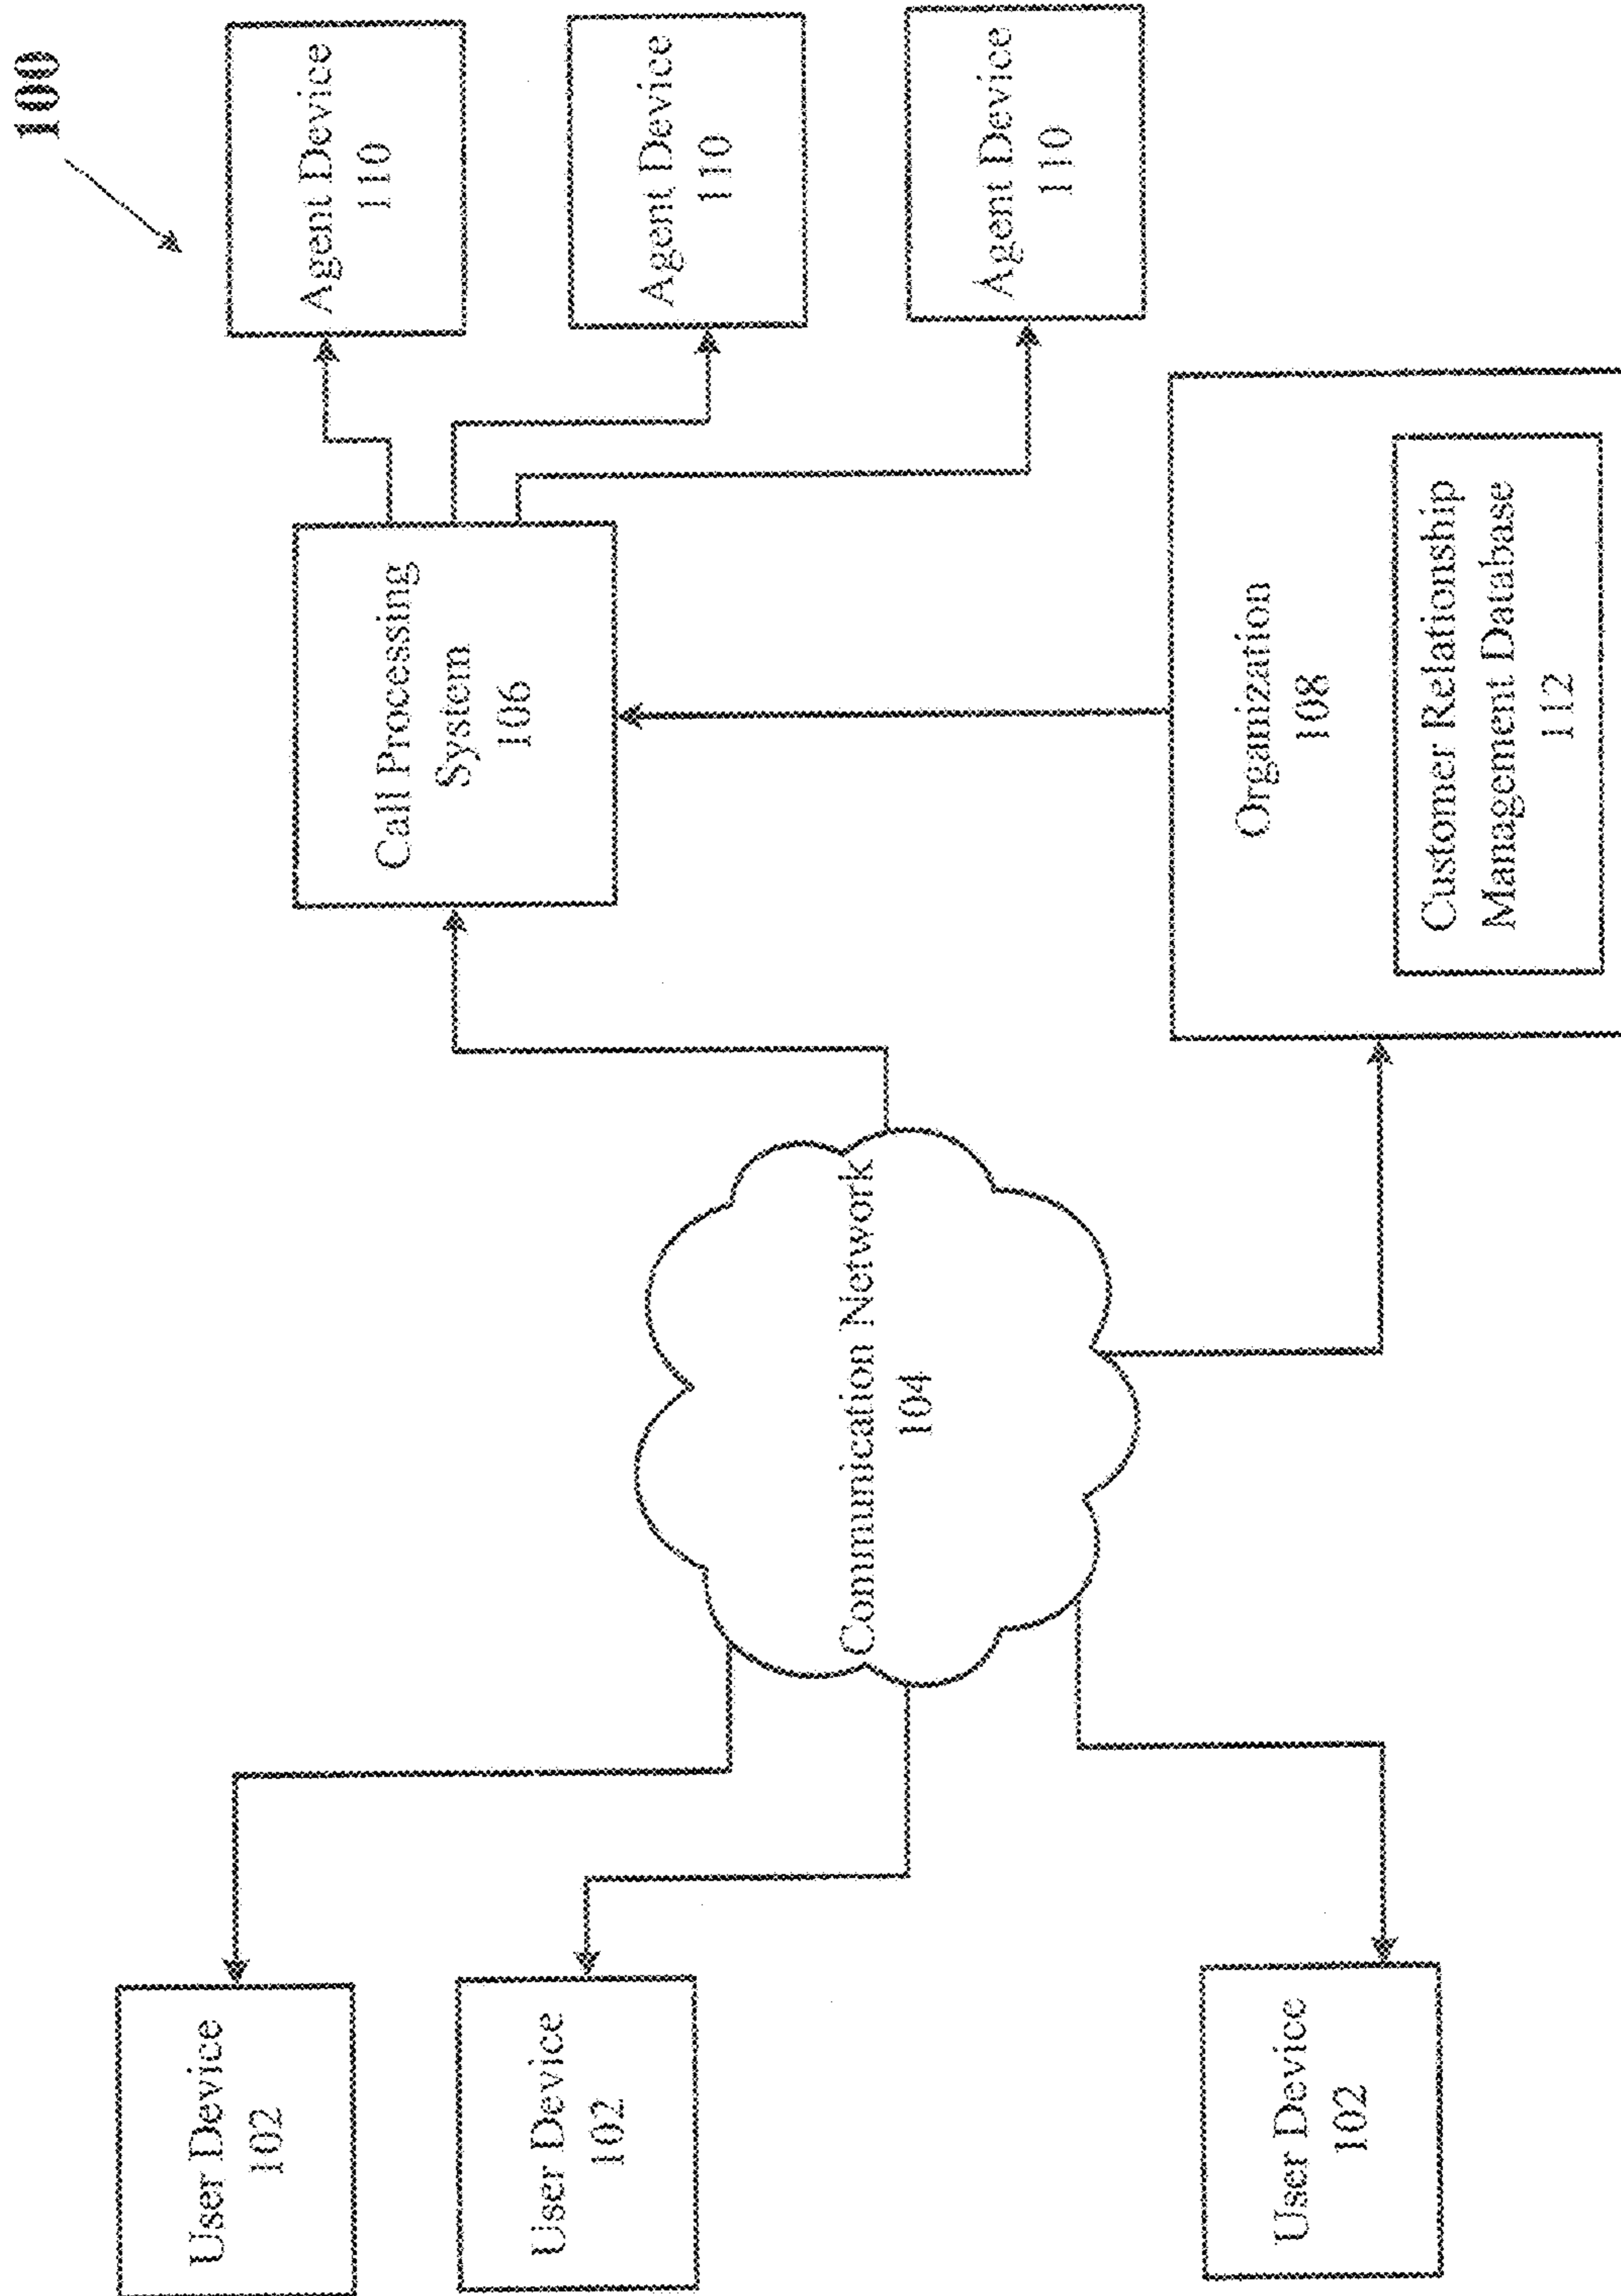 100
User Device
102
User Device
102
User Device
102
Communication Network
104
Call Processing
System
106
Organization
108
Customer Relationship
Management Database
112
Agent Device
110
Agent Device
110
Agent Device
110